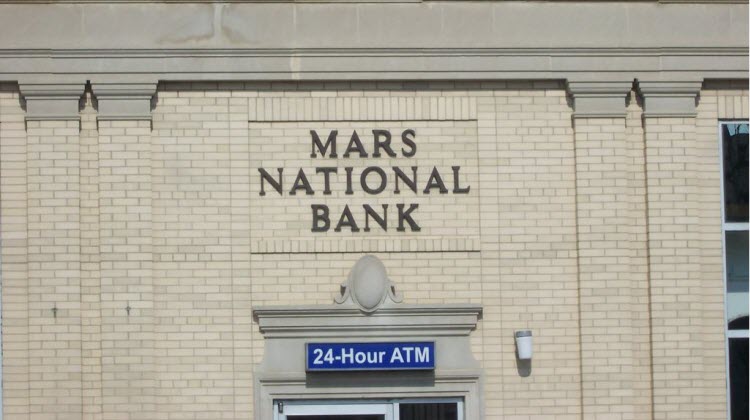 MARS
NATIONAL
BANK
24-Hour ATM